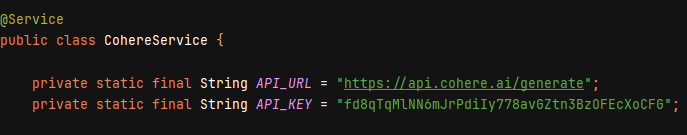 @Service
public class CohereService {
private static final String API_URL = "https://api.cohere.ai/generate";
private static final String API_KEY = "fd8qTqMlNN6mJrPdiIy778avGZtn3BzOFEcXoCFG";